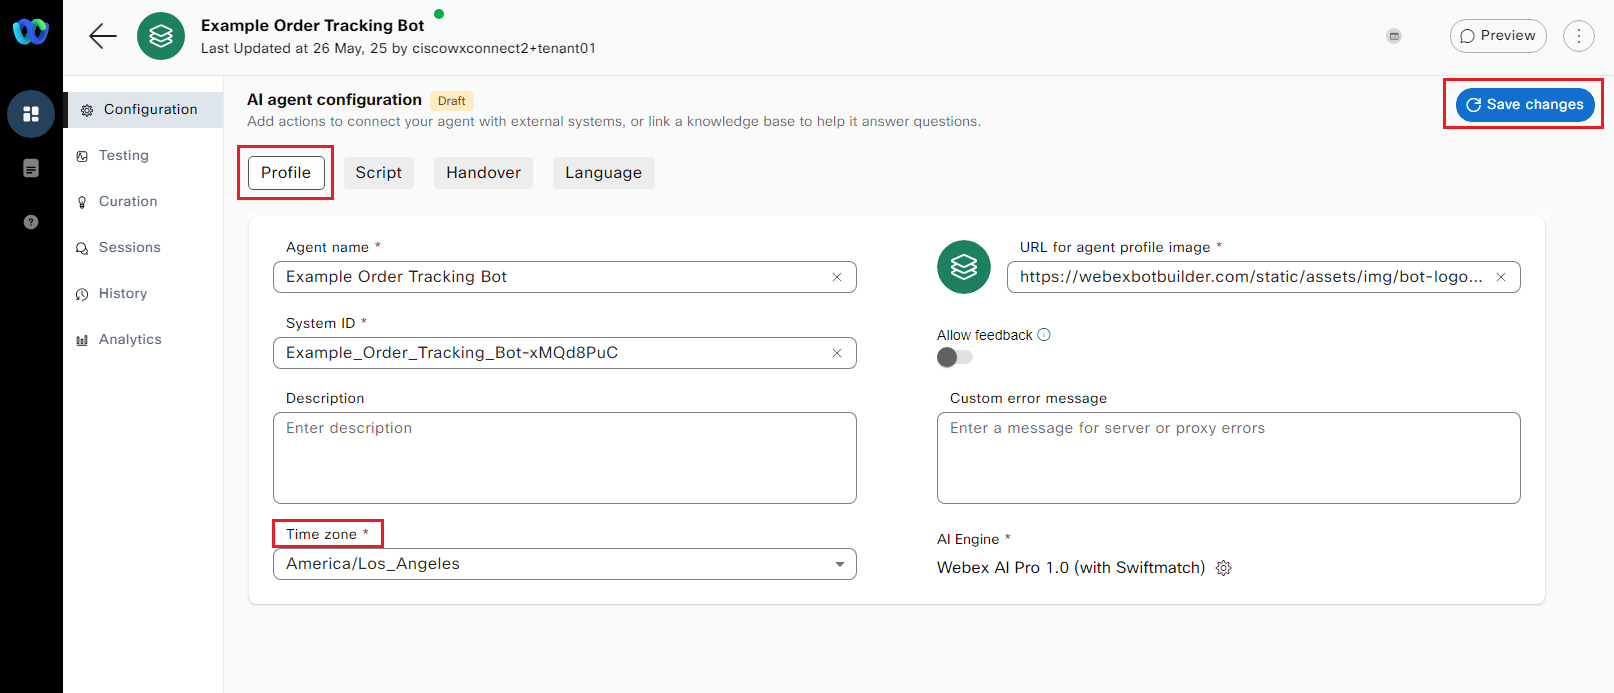 Example Order Tracking Bot
Last Updated at 26 May, 25 by ciscowxconnect2+tenant01
Preview
Configuration
Testing
Curation
Sessions
History
Analytics
AI agent configuration Draft
Add actions to connect your agent with external systems, or link a knowledge base to help it answer questions.
Save changes
Profile Script Handover Language
Agent name *
Example Order Tracking Bot
System ID *
Example_Order_Tracking_Bot-xMQd8PuC
Description
Enter description
Time zone *
America/Los_Angeles
URL for agent profile image *
https://webexbotbuilder.com/static/assets/img/bot-logo...
Allow feedback
Custom error message
Enter a message for server or proxy errors
AI Engine *
Webex AI Pro 1.0 (with Swiftmatch)